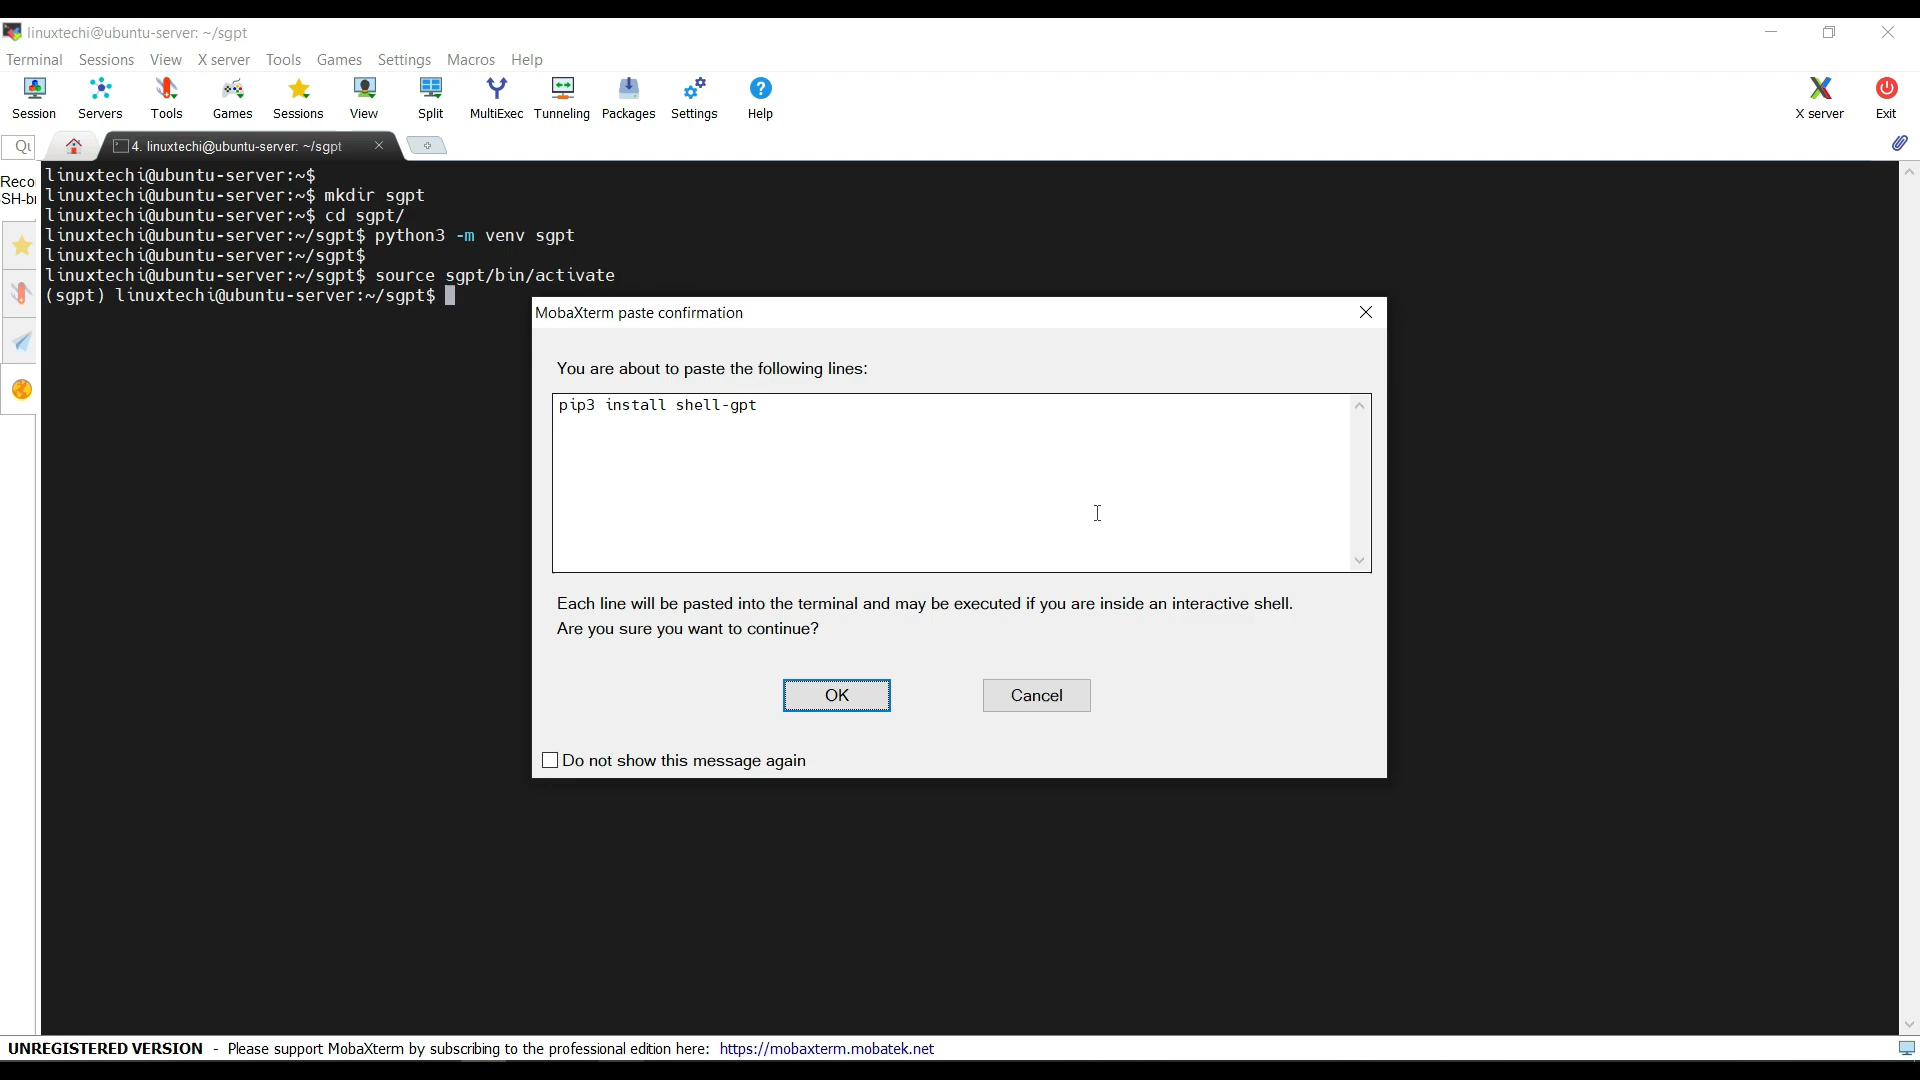 linuxtechi@ubuntu-server: ~/sgpt
Terminal Sessions View X server Tools Games Settings Macros Help
Session Servers Tools Games Sessions View Split MultiExec Tunneling Packages Settings Help X server Exit
4. linuxtechi@ubuntu-server: ~/sgpt
linuxtechi@ubuntu-server:~$
linuxtechi@ubuntu-server:~$ mkdir sgpt
linuxtechi@ubuntu-server:~$ cd sgpt/
linuxtechi@ubuntu-server:~/sgpt$ python3 -m venv sgpt
linuxtechi@ubuntu-server:~/sgpt$
linuxtechi@ubuntu-server:~/sgpt$ source sgpt/bin/activate
(sgpt) linuxtechi@ubuntu-server:~/sgpt$
MobaXterm paste confirmation
You are about to paste the following lines:
pip3 install shell-gpt
Each line will be pasted into the terminal and may be executed if you are inside an interactive shell.
Are you sure you want to continue?
OK Cancel
Do not show this message again
UNREGISTERED VERSION - Please support MobaXterm by subscribing to the professional edition here: https://mobaxterm.mobatek.net